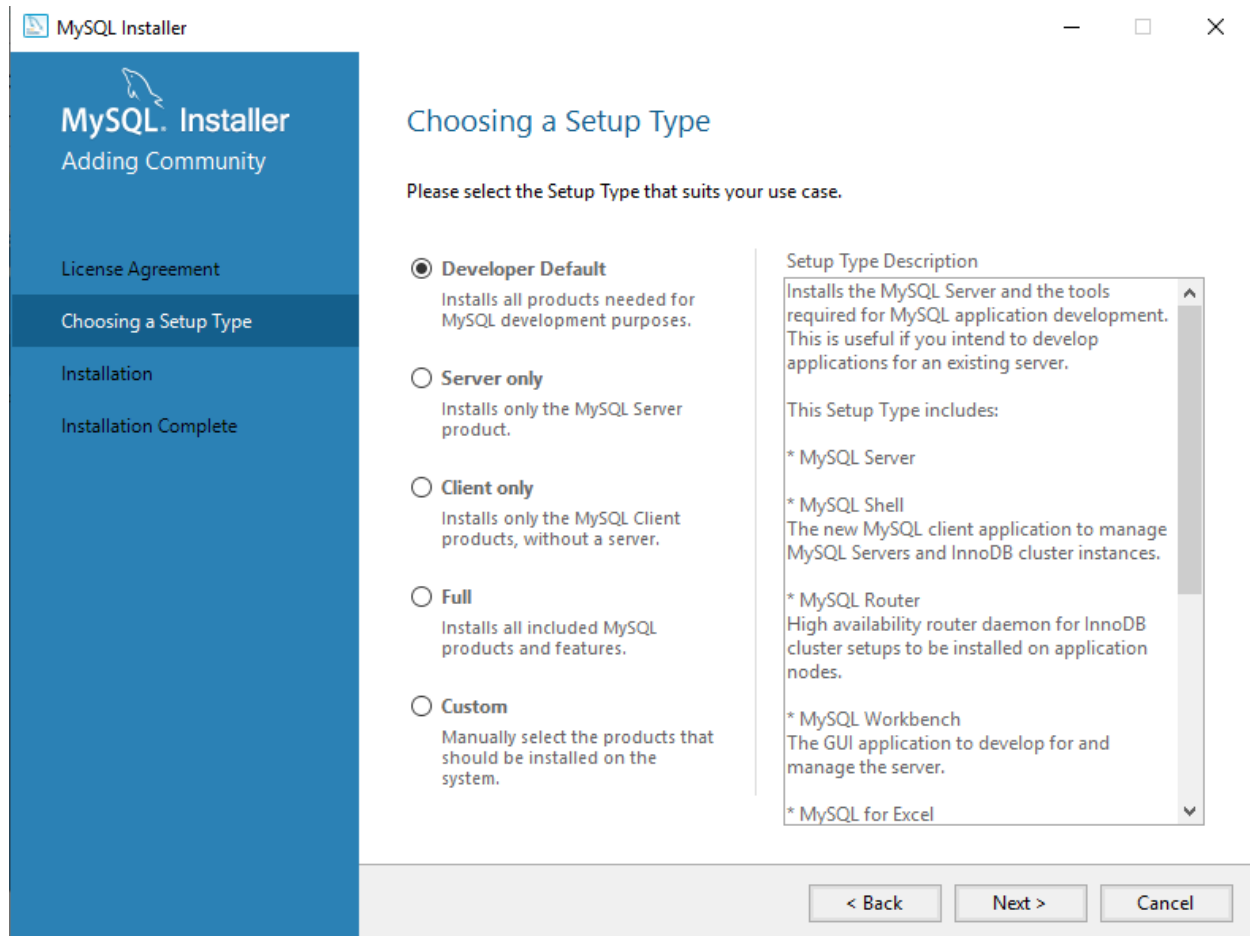 MySQL Installer
MySQL. Installer
Adding Community
License Agreement
Choosing a Setup Type
Installation
Installation Complete
Choosing a Setup Type
Please select the Setup Type that suits your use case.
Developer Default
Installs all products needed for
MySQL development purposes.
Server only
Installs only the MySQL Server
product.
Client only
Installs only the MySQL Client
products, without a server.
Full
Installs all included MySQL
products and features.
Custom
Manually select the products that
should be installed on the
system.
Setup Type Description
Installs the MySQL Server and the tools
required for MySQL application development.
This is useful if you intend to develop
applications for an existing server.
This Setup Type includes:
* MySQL Server
* MySQL Shell
The new MySQL client application to manage
MySQL Servers and InnoDB cluster instances.
* MySQL Router
High availability router daemon for InnoDB
cluster setups to be installed on application
nodes.
* MySQL Workbench
The GUI application to develop for and
manage the server.
* MySQL for Excel
< Back
Next >
Cancel